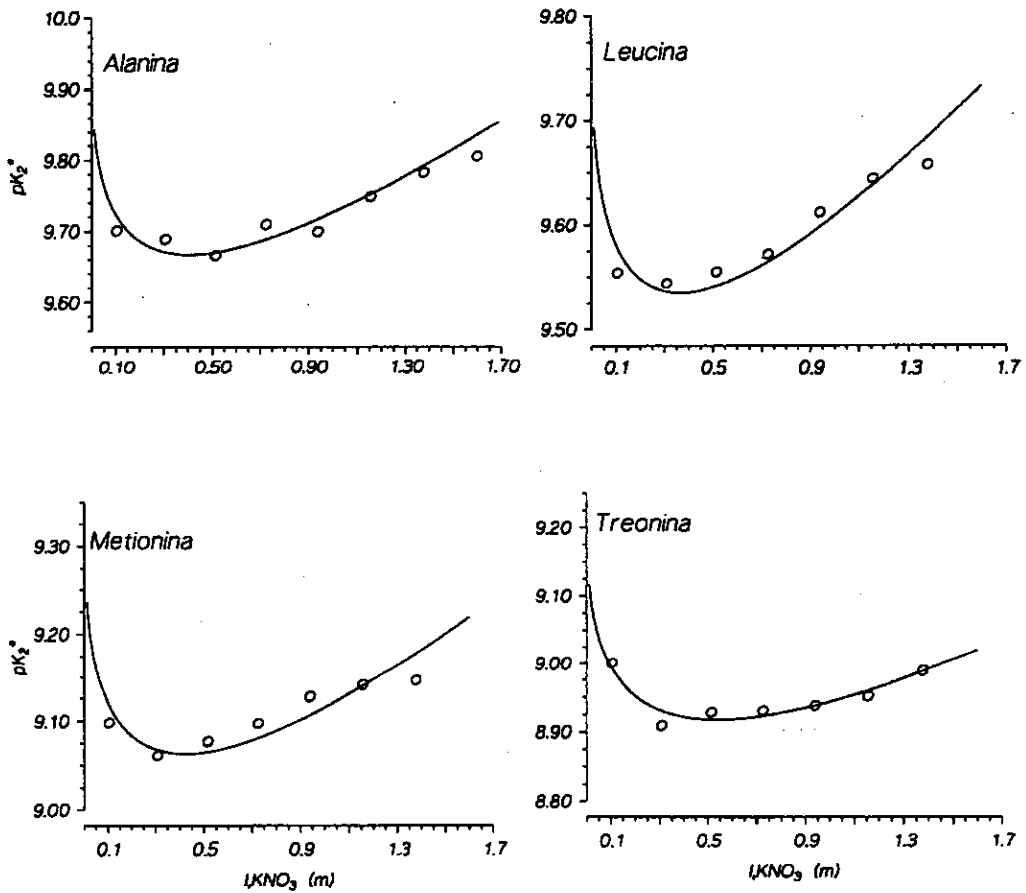 Alanina
10.0
9.90
9.80
9.70
9.60
pK₂*
0.10 0.50 0.90 1.30 1.70
Leucina
9.80
9.70
9.60
9.50
0.1 0.5 0.9 1.3 1.7
Metionina
9.30
9.20
9.10
9.00
pK₂*
0.1 0.5 0.9 1.3 1.7
I,KNO₃ (m)
Treonina
9.20
9.10
9.00
8.90
8.80
0.1 0.5 0.9 1.3 1.7
I,KNO₃ (m)